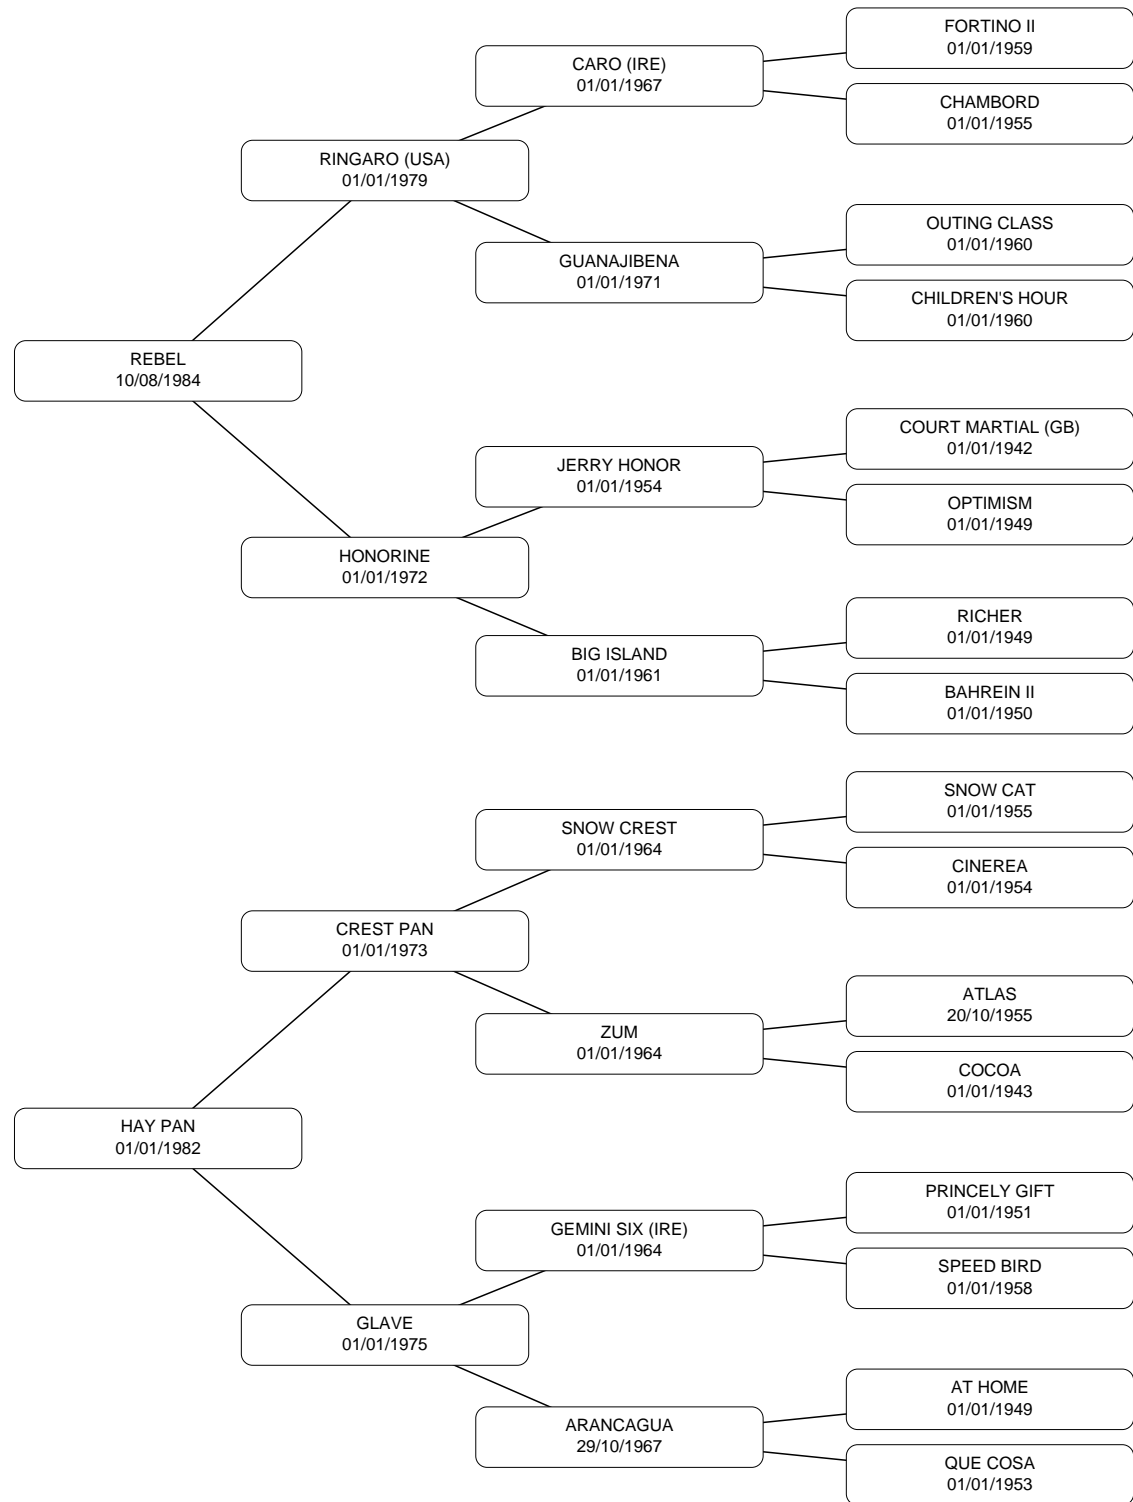 FORTINO II
01/01/1959
CARO (IRE)
01/01/1967
CHAMBORD
01/01/1955
RINGARO (USA)
01/01/1979
OUTING CLASS
01/01/1960
GUANAJIBENA
01/01/1971
CHILDREN'S HOUR
01/01/1960
REBEL
10/08/1984
COURT MARTIAL (GB)
01/01/1942
JERRY HONOR
01/01/1954
OPTIMISM
01/01/1949
HONORINE
01/01/1972
RICHER
01/01/1949
BIG ISLAND
01/01/1961
BAHREIN II
01/01/1950
SNOW CAT
01/01/1955
SNOW CREST
01/01/1964
CINEREA
01/01/1954
CREST PAN
01/01/1973
ATLAS
20/10/1955
ZUM
01/01/1964
COCOA
01/01/1943
HAY PAN
01/01/1982
PRINCELY GIFT
01/01/1951
GEMINI SIX (IRE)
01/01/1964
SPEED BIRD
01/01/1958
GLAVE
01/01/1975
AT HOME
01/01/1949
ARANCAGUA
29/10/1967
QUE COSA
01/01/1953